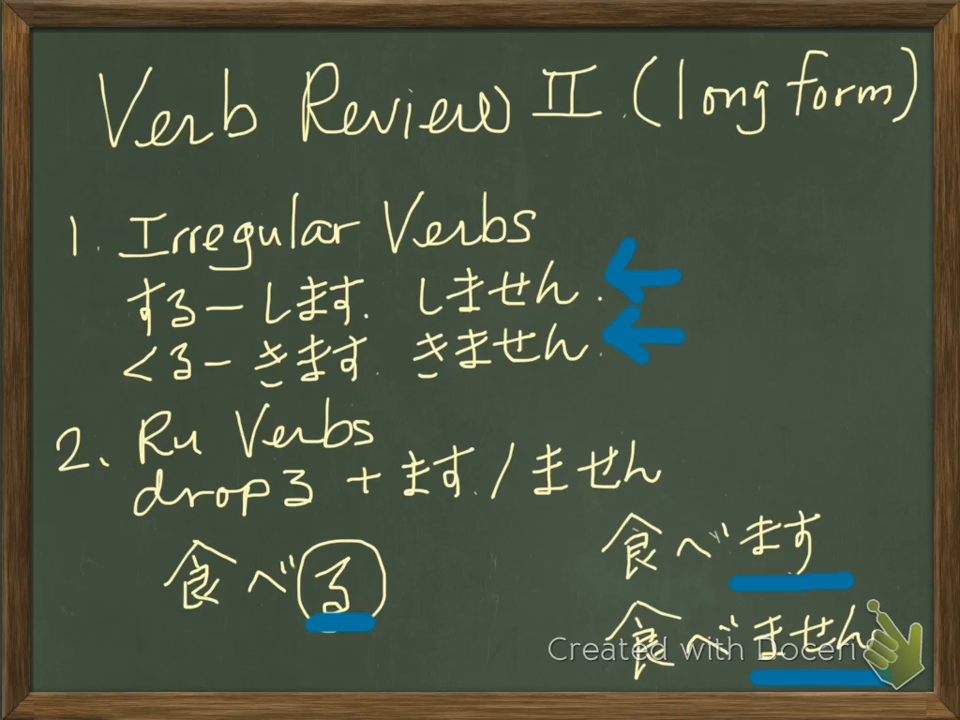 Verb Review II (long form)
1. Irregular Verbs
するーします. しません.
くるーきます. きません.
2. Ru Verbs
drop る + ます. / ません
食べる
食べます
食べません
Created with Doceri